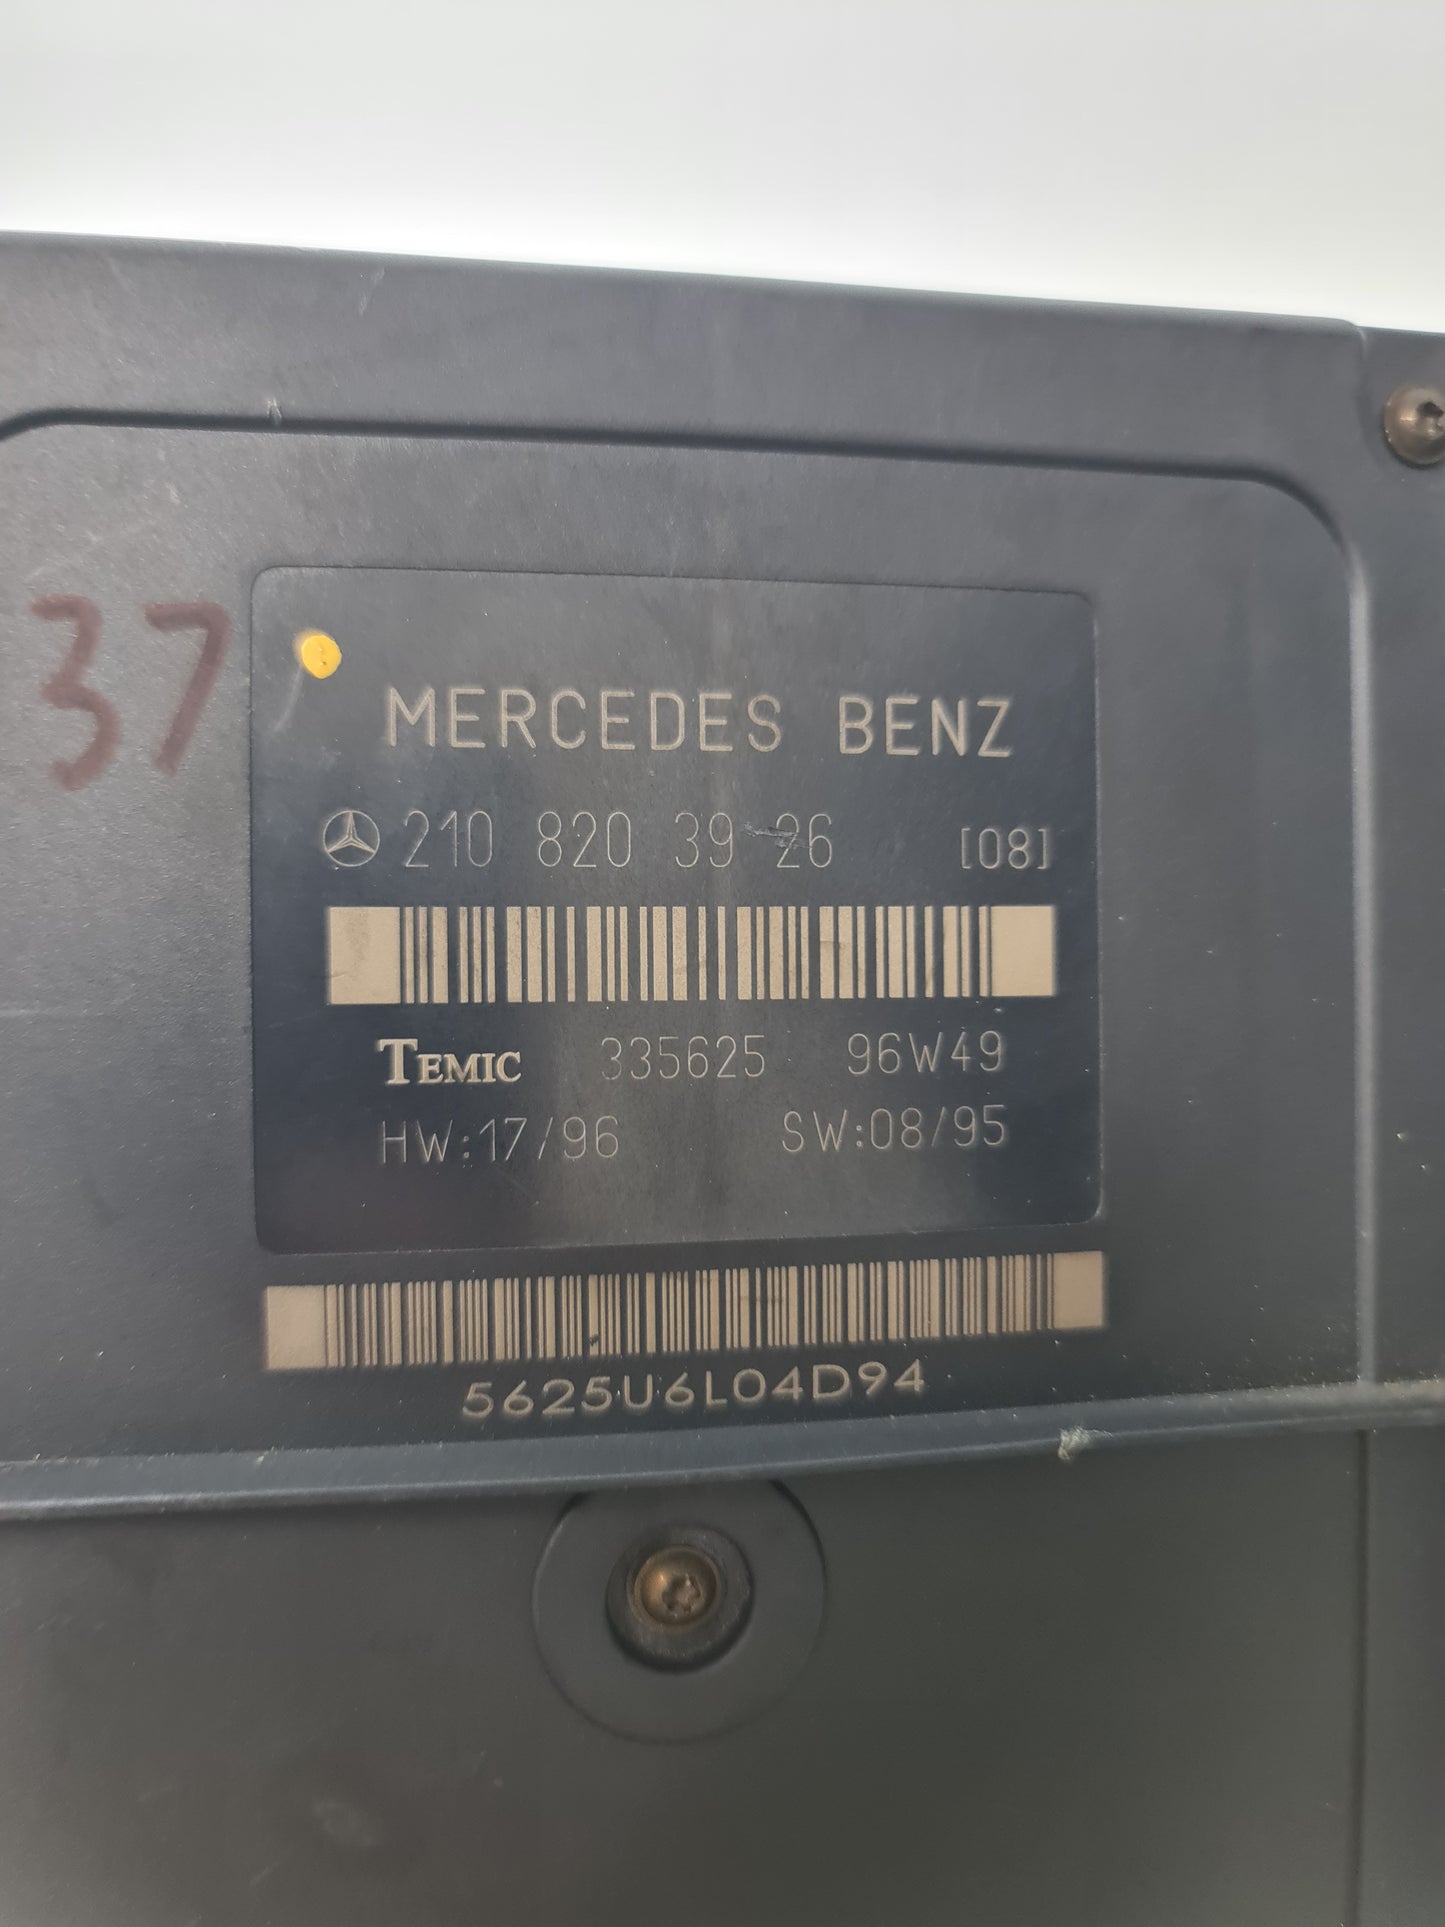 37
MERCEDES BENZ
210 820 39 26 [08]
TEMIC 335625 96W49
HW:17/96 SW:08/95
5625U6L04D94